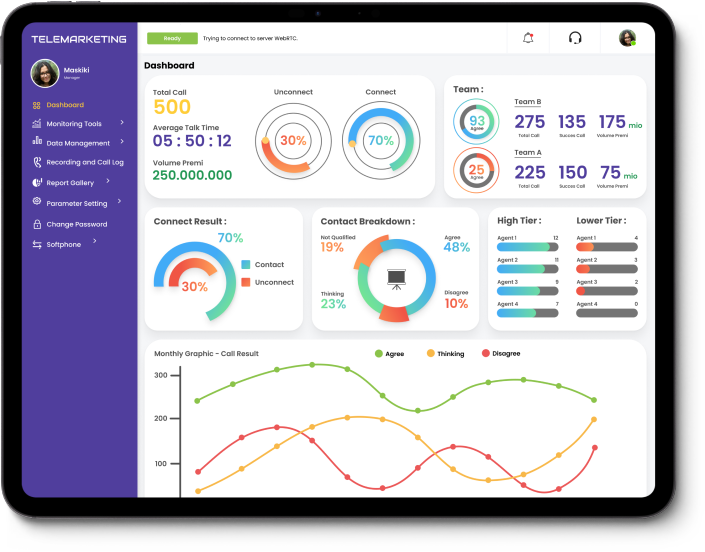 TELEMARKETING
Ready
Trying to connect to server WebRTC.
Maskiki
Manager
Dashboard
Monitoring Tools
Data Management
Recording and Call Log
Report Gallery
Parameter Setting
Change Password
Softphone
Dashboard
Total Call
500
Average Talk Time
05 : 50 : 12
Volume Premi
250.000.000
Unconnect
30%
Connect
70%
Team :
93
Agree
Team B
275 135 175 mio
Total Call Succes Call Volume Premi
25
Agree
Team A
225 150 75 mio
Total Call Succes Call Volume Premi
Connect Result :
70%
30%
Contact
Unconnect
Contact Breakdown :
Not Qualified
19%
Agree
48%
Thinking
23%
Disagree
10%
High Tier :
Agent 1 12
Agent 2 11
Agent 3 9
Agent 4 7
Lower Tier :
Agent 1 4
Agent 2 3
Agent 3 2
Agent 4 0
Monthly Graphic - Call Result
Agree Thinking Disagree
300
200
100